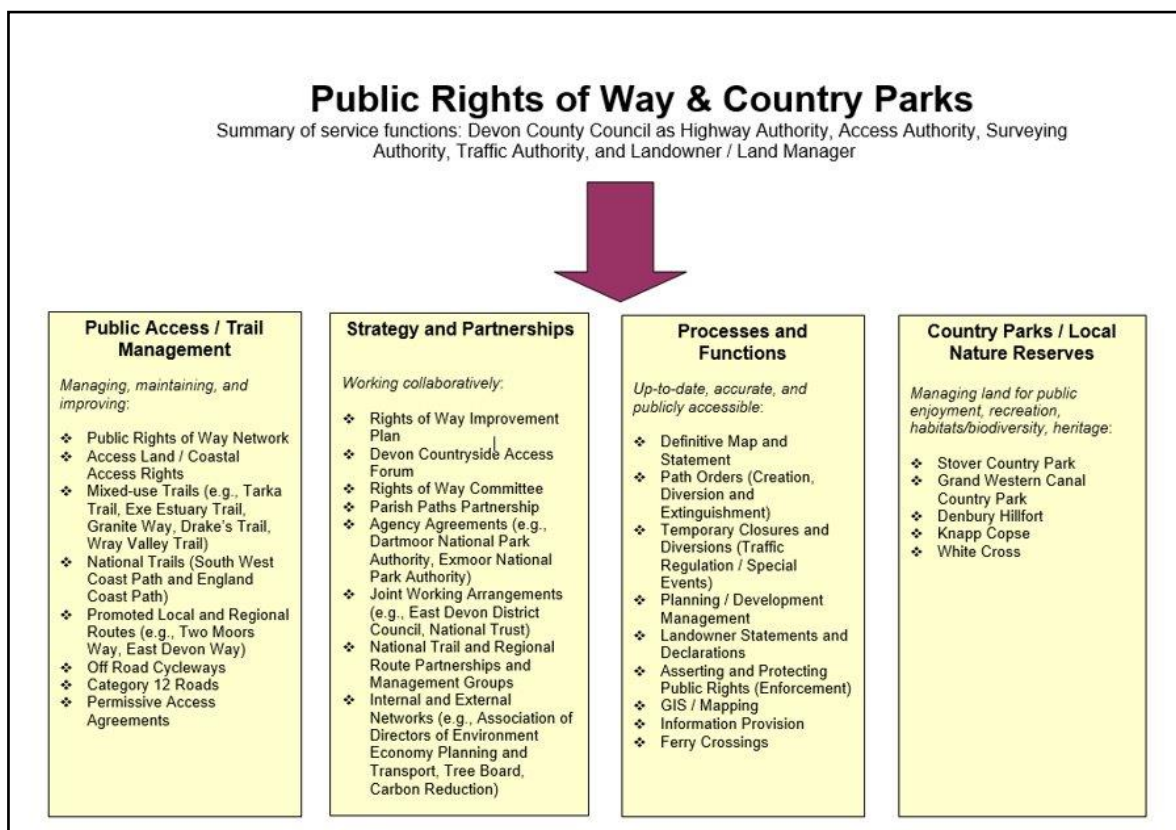 Public Rights of Way & Country Parks
Summary of service functions: Devon County Council as Highway Authority, Access Authority, Surveying
Authority, Traffic Authority, and Landowner / Land Manager
Public Access / Trail
Management
Managing, maintaining, and
improving:
❖ Public Rights of Way Network
❖ Access Land / Coastal
Access Rights
❖ Mixed-use Trails (e.g., Tarka
Trail, Exe Estuary Trail,
Granite Way, Drake's Trail,
Wray Valley Trail)
❖ National Trails (South West
Coast Path and England
Coast Path)
❖ Promoted Local and Regional
Routes (e.g., Two Moors
Way, East Devon Way)
❖ Off Road Cycleways
❖ Category 12 Roads
❖ Permissive Access
Agreements
Strategy and Partnerships
Working collaboratively:
❖ Rights of Way Improvement
Plan
❖ Devon Countryside Access
Forum
❖ Rights of Way Committee
❖ Parish Paths Partnership
❖ Agency Agreements (e.g.,
Dartmoor National Park
Authority, Exmoor National
Park Authority)
❖ Joint Working Arrangements
(e.g., East Devon District
Council, National Trust)
❖ National Trail and Regional
Route Partnerships and
Management Groups
❖ Internal and External
Networks (e.g., Association of
Directors of Environment
Economy Planning and
Transport, Tree Board,
Carbon Reduction)
Processes and
Functions
Up-to-date, accurate, and
publicly accessible:
❖ Definitive Map and
Statement
❖ Path Orders (Creation,
Diversion and
Extinguishment)
❖ Temporary Closures and
Diversions (Traffic
Regulation / Special
Events)
❖ Planning / Development
Management
❖ Landowner Statements and
Declarations
❖ Asserting and Protecting
Public Rights (Enforcement)
❖ GIS / Mapping
❖ Information Provision
❖ Ferry Crossings
Country Parks / Local
Nature Reserves
Managing land for public
enjoyment, recreation,
habitats/biodiversity, heritage:
❖ Stover Country Park
❖ Grand Western Canal
Country Park
❖ Denbury Hillfort
❖ Knapp Copse
❖ White Cross